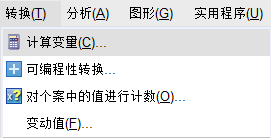 转换(T) 分析(A) 图形(G) 实用程序(U)
计算变量(C)...
可编程性转换...
对个案中的值进行计数(O)...
变动值(F)...